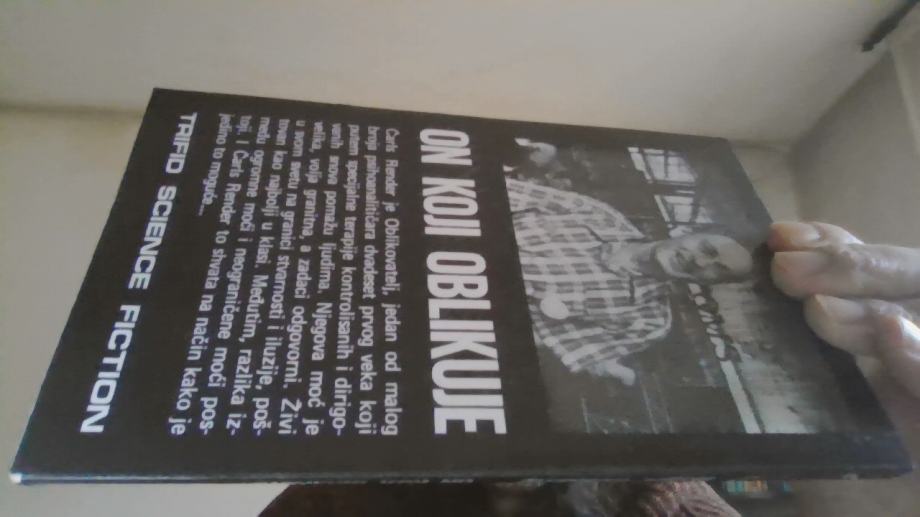 ON KOJI OBLIKUJE
Čarls Render je Oblikovatelj, jedan od malog
broja psihoanalitičara dvadeset prvog veka koji
putem specijalne terapije kontrolisanih i dirigo-
vanih snova pomažu ljudima. Njegova moć je
velika, volja granitna, a zadaci odgovorni. Živi
u svom svetu na granici stvarnosti i iluzije, poš-
tovan kao najbolji u klasi. Međutim, razlika iz-
među ogromne moći i neograničene moći pos-
toji. I Čarls Render to shvata na način kako je
jedino to moguće...
TRIFID SCIENCE FICTION